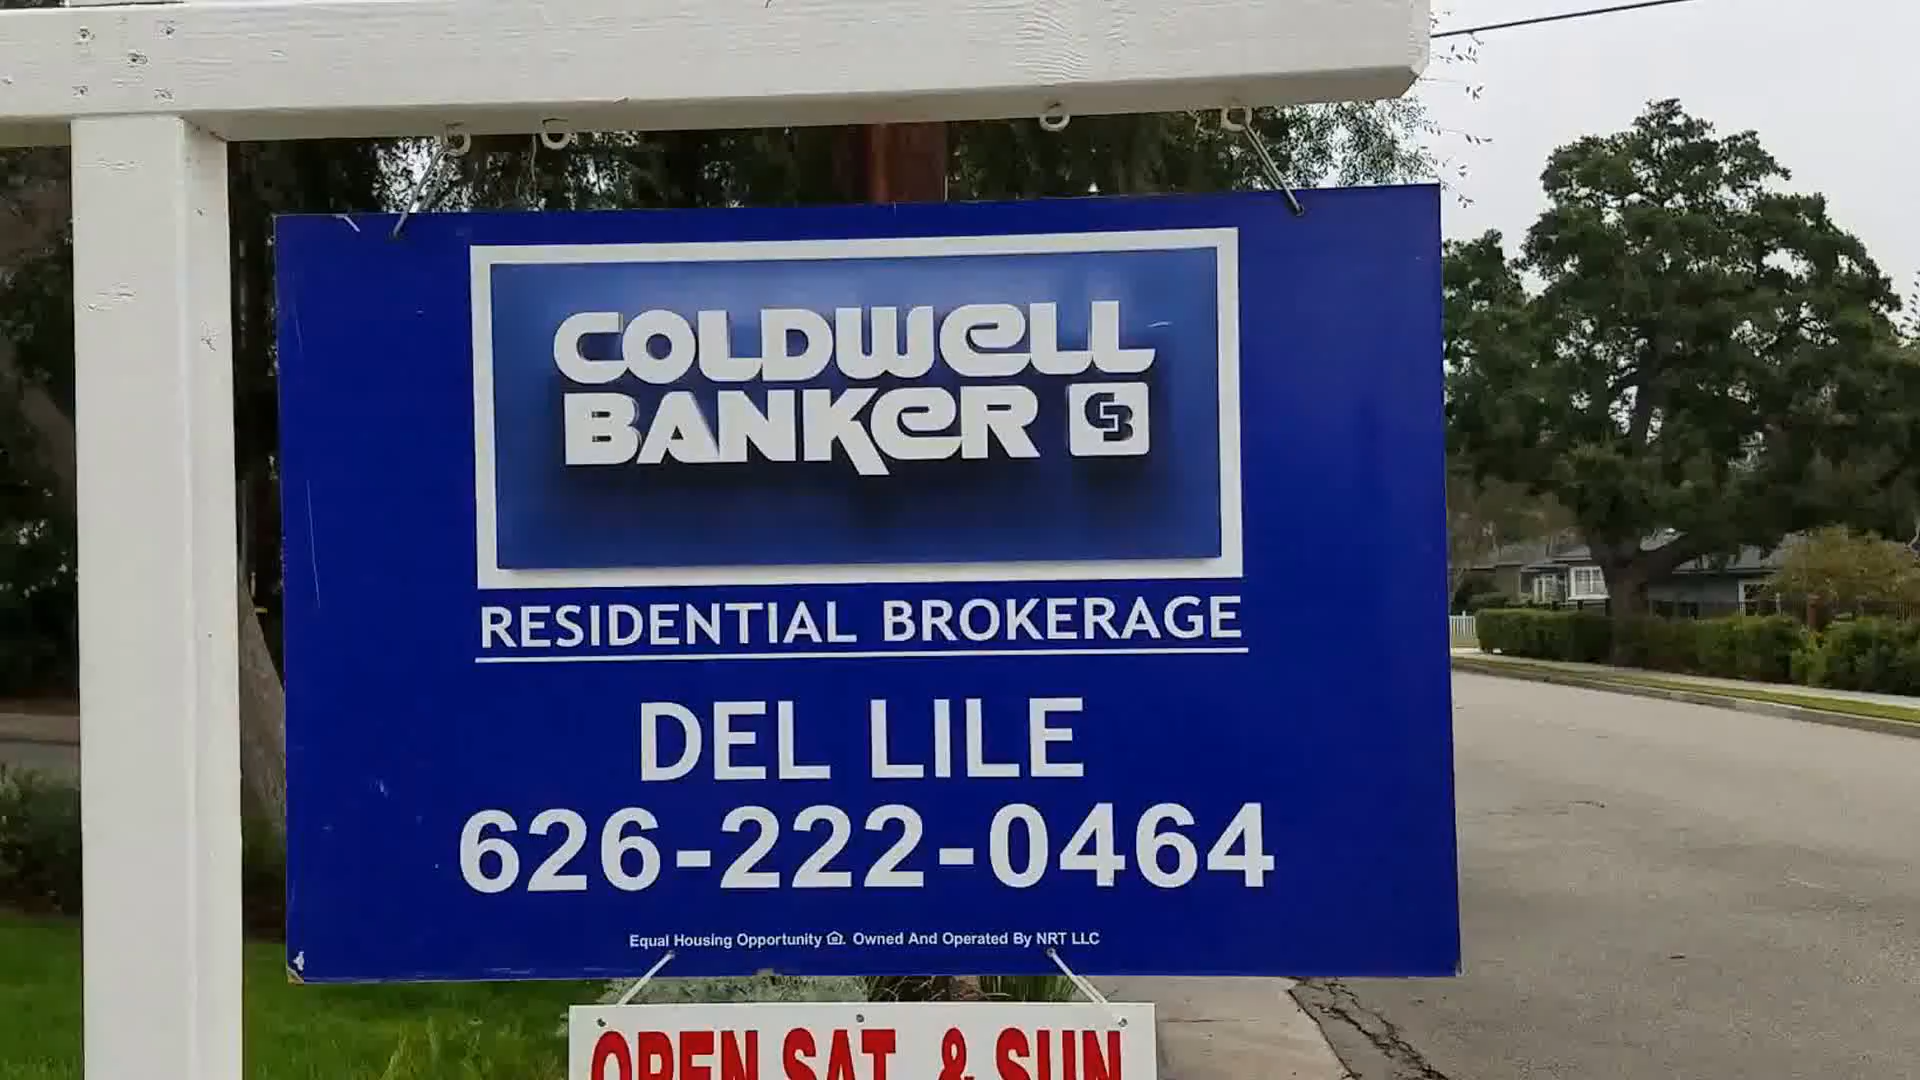 COLDWELL
BANKER CB
RESIDENTIAL BROKERAGE
DEL LILE
626-222-0464
Equal Housing Opportunity. Owned And Operated By NRT LLC
OPEN SAT. & SUN